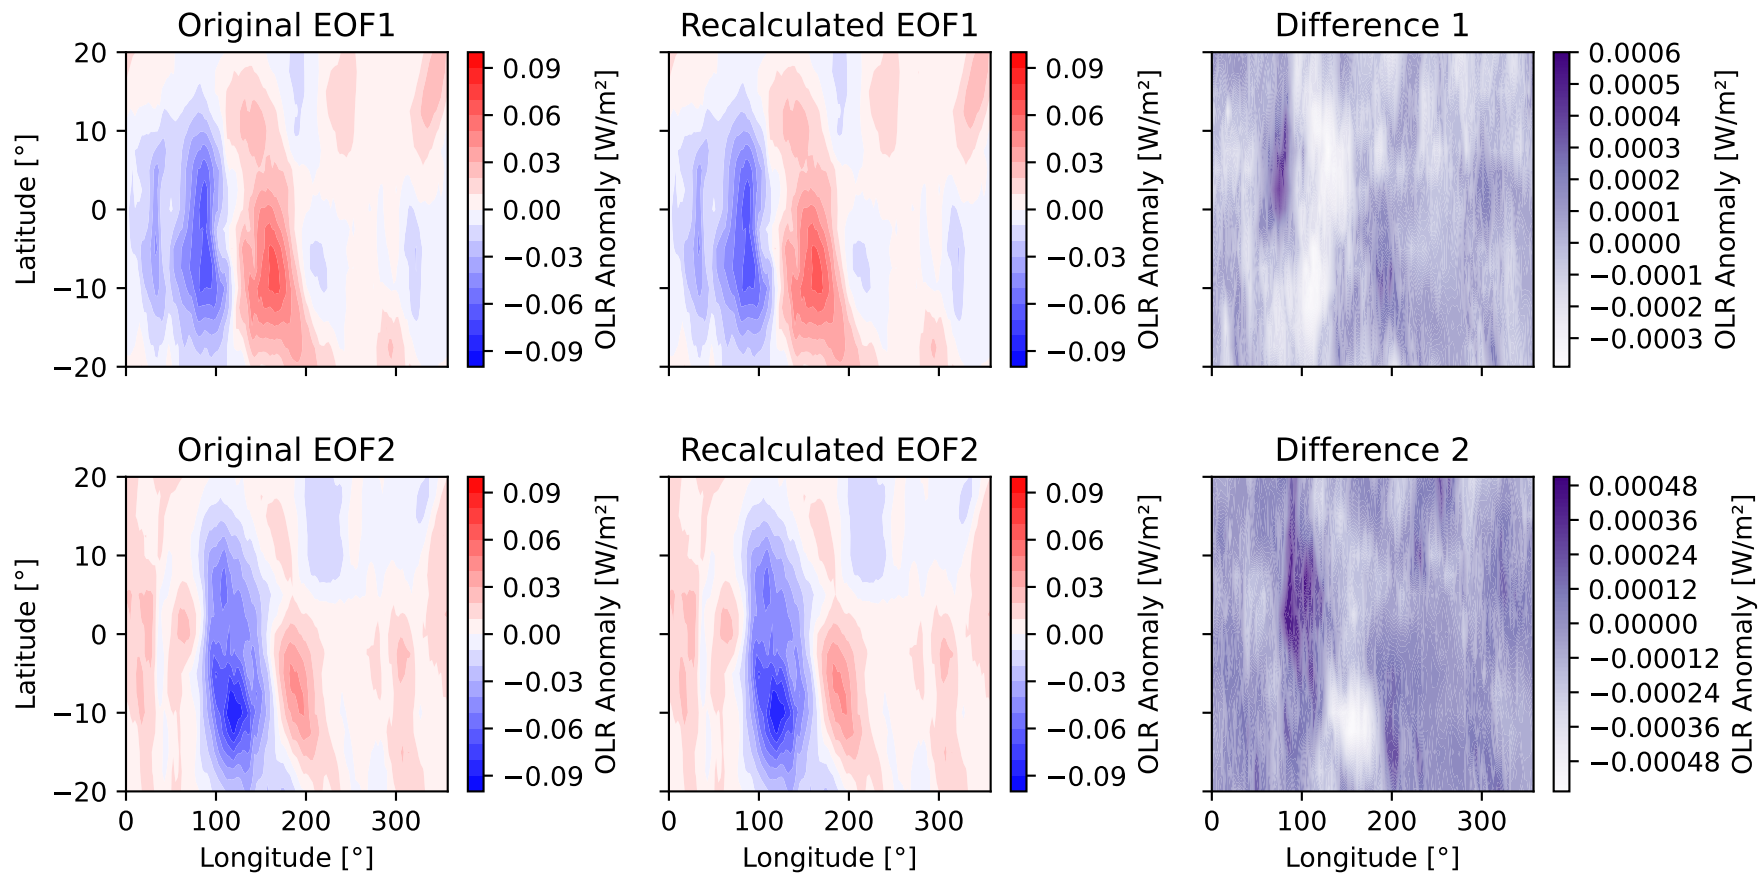 Original EOF1
Recalculated EOF1
Difference 1
20
10
0
−10
−20
Latitude [°]
0.09
0.06
0.03
0.00
−0.03
−0.06
−0.09
OLR Anomaly [W/m²]
0.09
0.06
0.03
0.00
−0.03
−0.06
−0.09
OLR Anomaly [W/m²]
0.0006
0.0005
0.0004
0.0003
0.0002
0.0001
0.0000
−0.0001
−0.0002
−0.0003
OLR Anomaly [W/m²]
Original EOF2
Recalculated EOF2
Difference 2
20
10
0
−10
−20
Latitude [°]
0 100 200 300
Longitude [°]
0.09
0.06
0.03
0.00
−0.03
−0.06
−0.09
OLR Anomaly [W/m²]
0 100 200 300
Longitude [°]
0.09
0.06
0.03
0.00
−0.03
−0.06
−0.09
OLR Anomaly [W/m²]
0 100 200 300
Longitude [°]
0.00048
0.00036
0.00024
0.00012
0.00000
−0.00012
−0.00024
−0.00036
−0.00048
OLR Anomaly [W/m²]